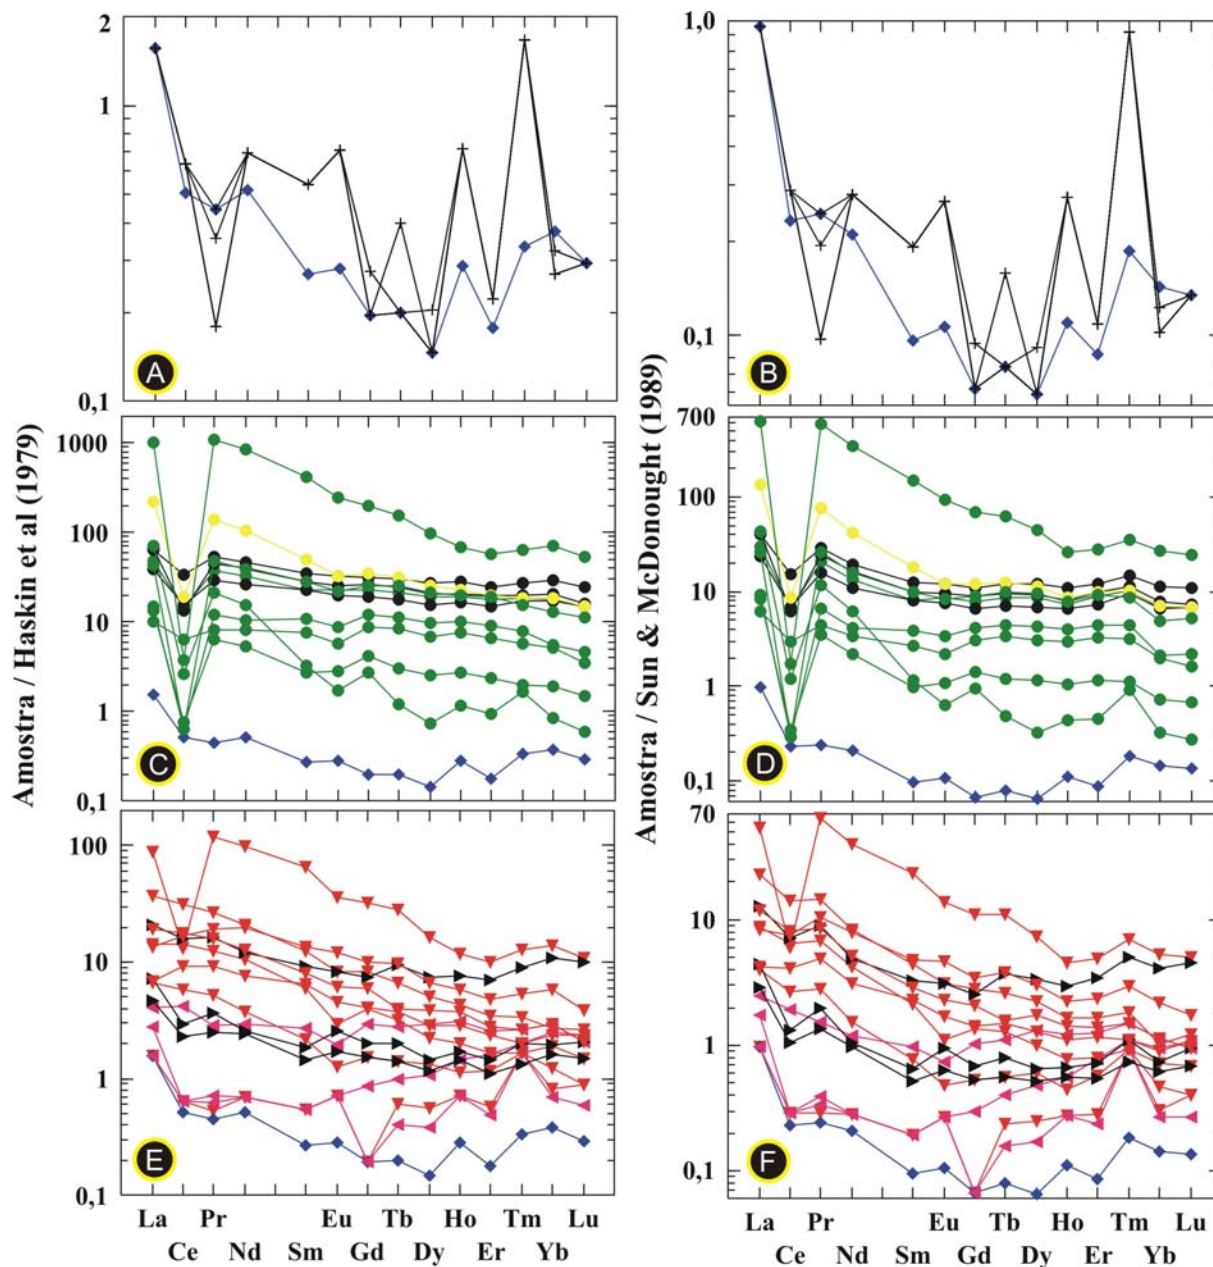 2
1
0,1
A
1,0
0,1
B
Amostra / Haskin et al (1979)
1000
100
10
1
0,1
C
Amostra / Sun & McDonought (1989)
700
100
10
1
0,1
D
100
10
1
0,1
E
70
10
1
0,1
F
La Pr Eu Tb Ho Tm Lu
Ce Nd Sm Gd Dy Er Yb
La Pr Eu Tb Ho Tm Lu
Ce Nd Sm Gd Dy Er Yb